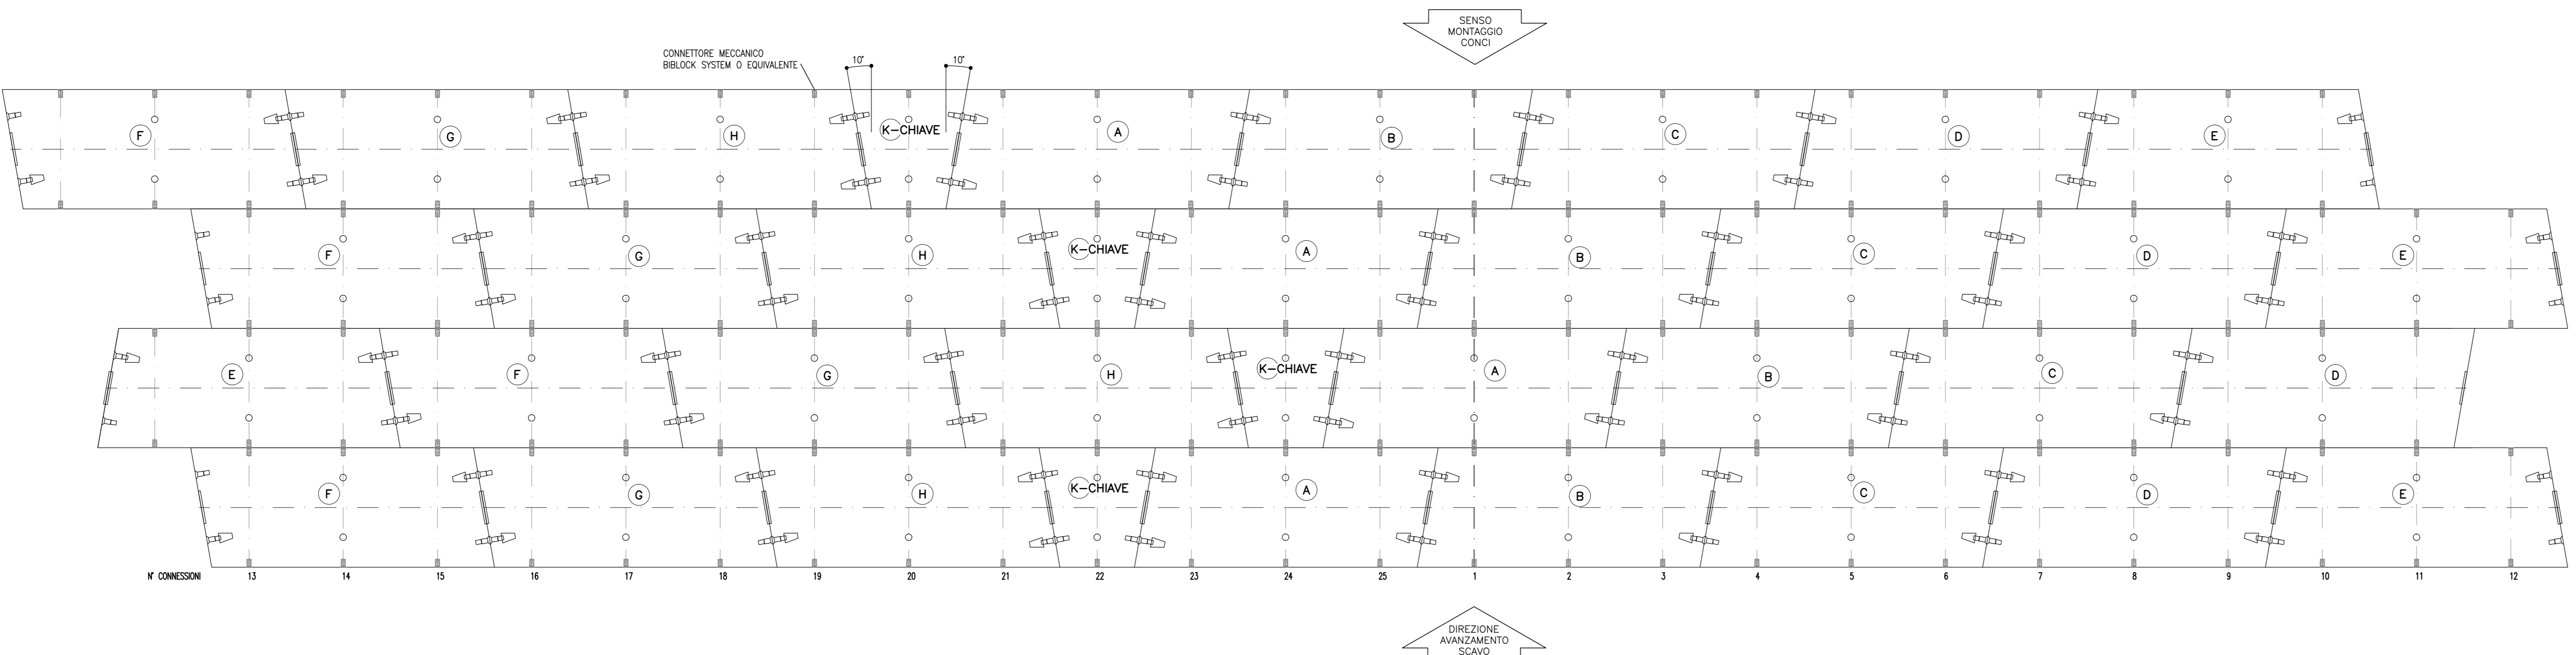 SENSO
MONTAGGIO
CONCI
CONNETTORE MECCANICO
BIBLOCK SYSTEM O EQUIVALENTE
10° 10°
F G H K-CHIAVE A B C D E
F G H K-CHIAVE A B C D E
E F G H K-CHIAVE A B C D
F G H K-CHIAVE A B C D E
N° CONNESSIONI 13 14 15 16 17 18 19 20 21 22 23 24 25 1 2 3 4 5 6 7 8 9 10 11 12
DIREZIONE
AVANZAMENTO
SCAVO